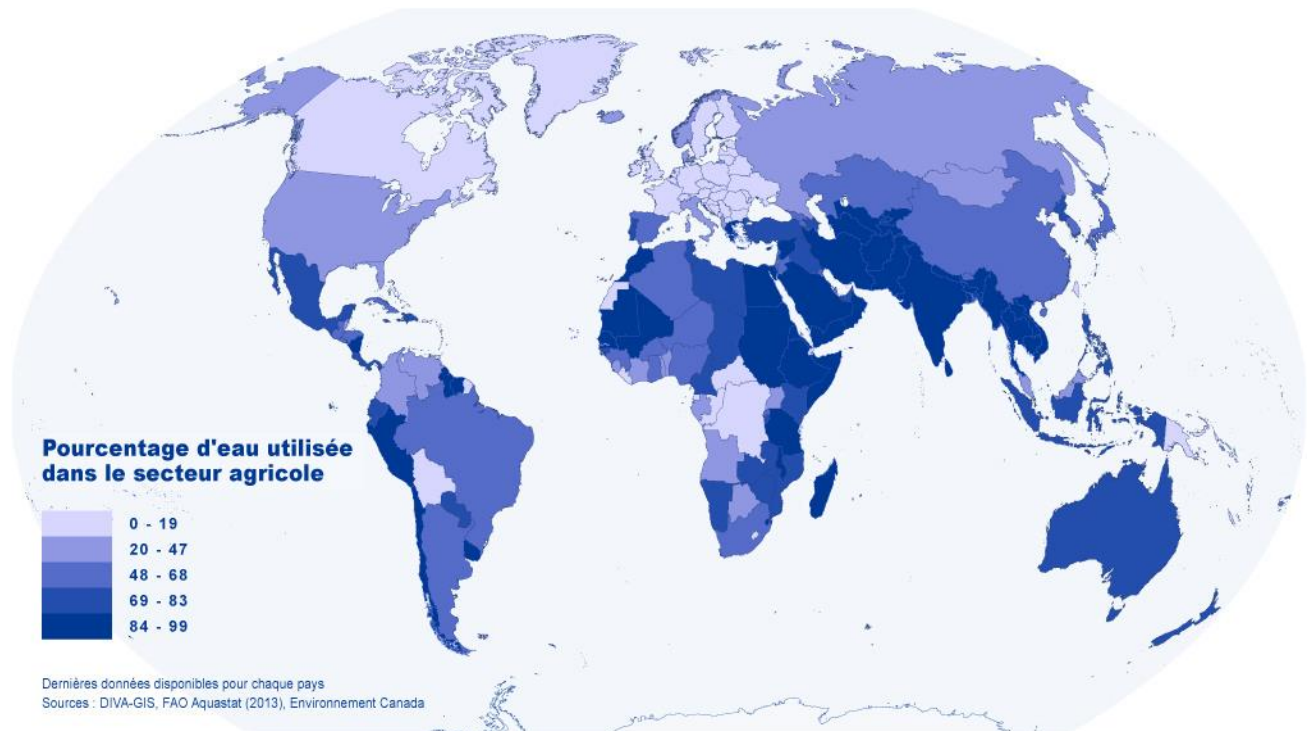 Pourcentage d'eau utilisée
dans le secteur agricole
0 - 19
20 - 47
48 - 68
69 - 83
84 - 99
Dernières données disponibles pour chaque pays
Sources : DIVA-GIS, FAO Aquastat (2013), Environnement Canada